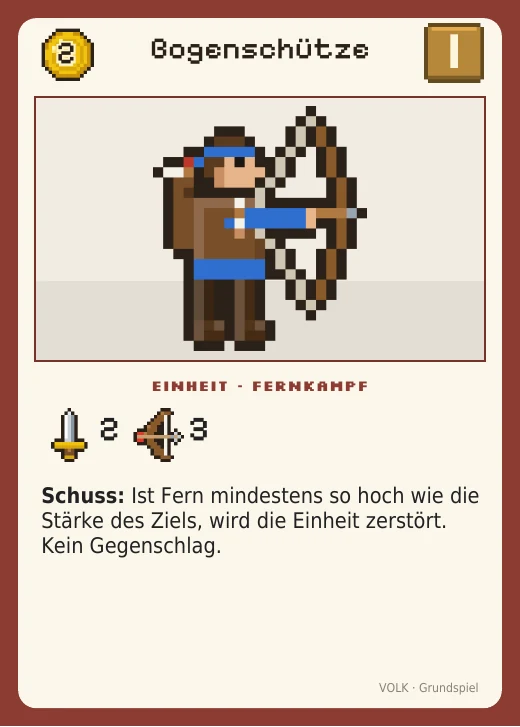 2 Bogenschütze I
EINHEIT - FERNKAMPF
2 3
Schuss: Ist Fern mindestens so hoch wie die
Stärke des Ziels, wird die Einheit zerstört.
Kein Gegenschlag.
VOLK · Grundspiel